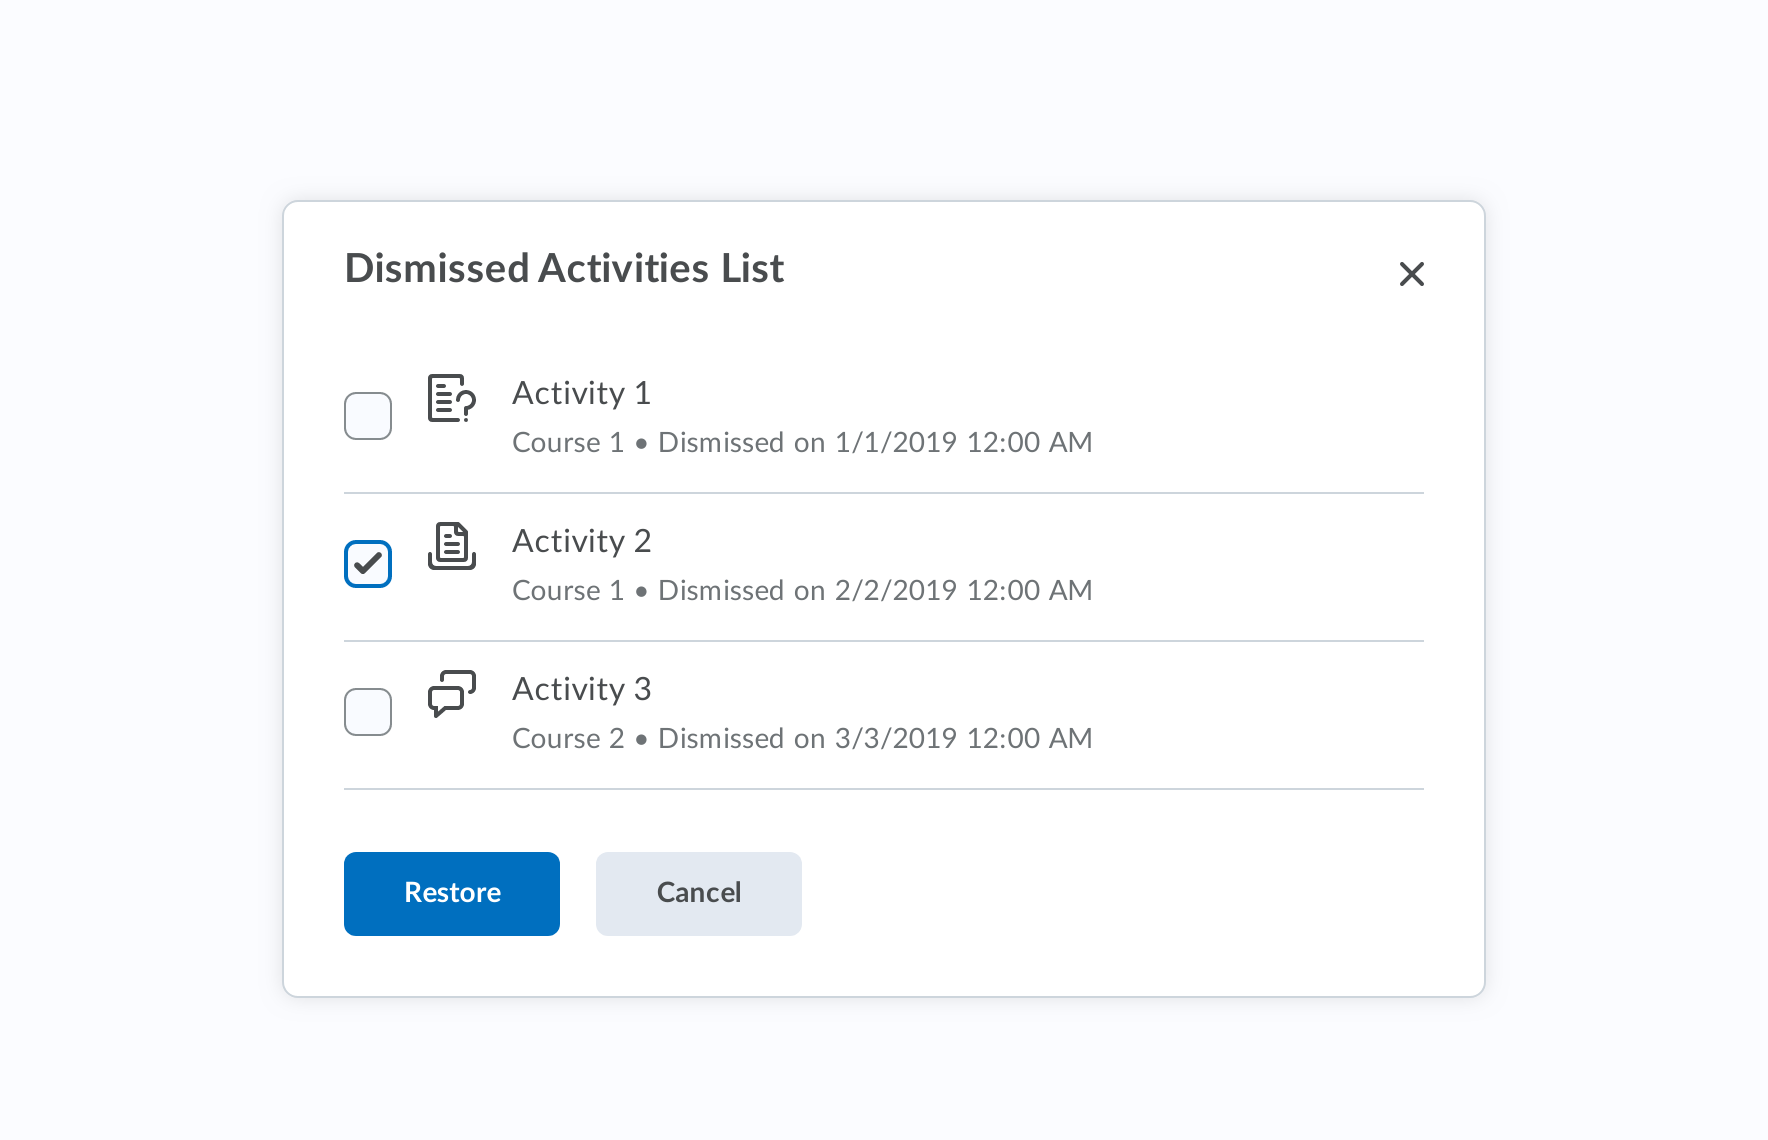 Dismissed Activities List
Activity 1
Course 1 • Dismissed on 1/1/2019 12:00 AM
Activity 2
Course 1 • Dismissed on 2/2/2019 12:00 AM
Activity 3
Course 2 • Dismissed on 3/3/2019 12:00 AM
Restore
Cancel